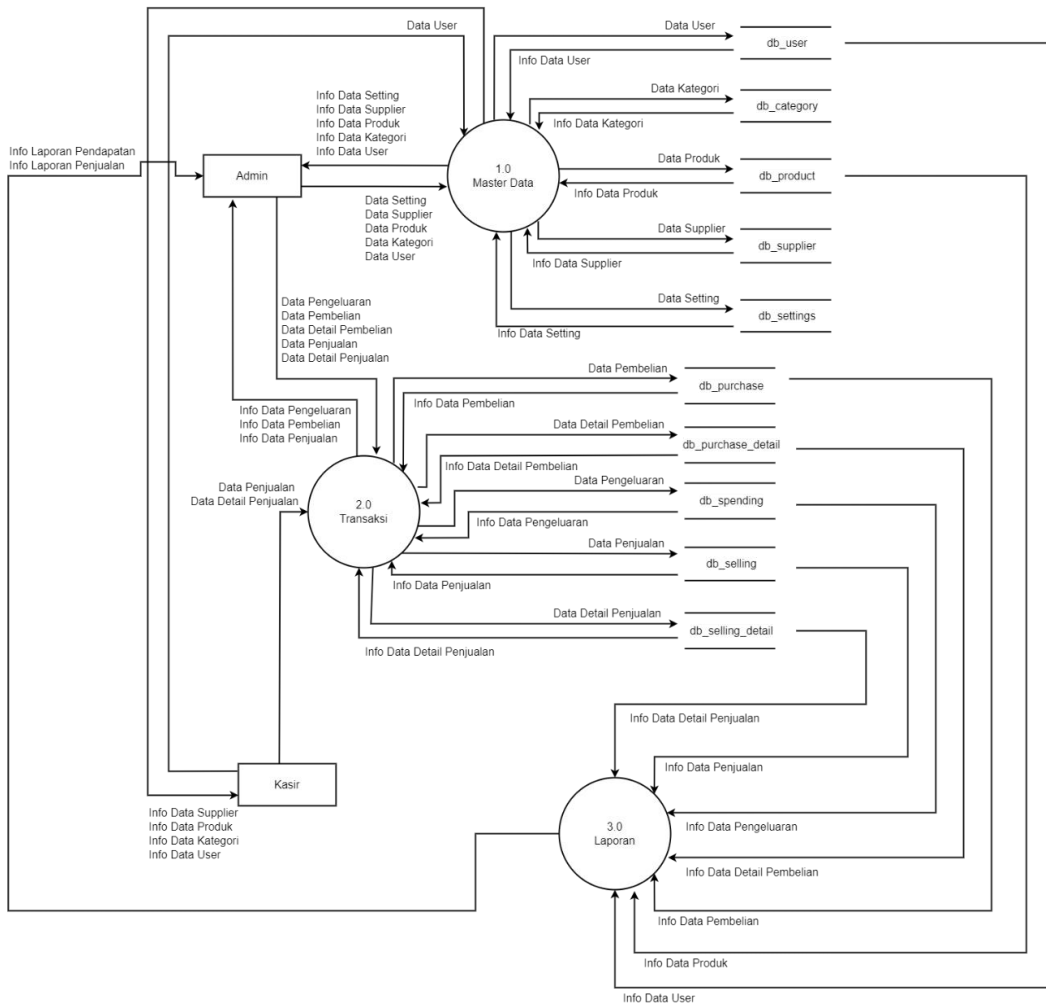 Data User
Data User
db_user
Info Data User
Info Data Setting
Info Data Supplier
Info Data Produk
Info Data Kategori
Info Data User
Data Kategori
db_category
Info Data Kategori
Info Laporan Pendapatan
Info Laporan Penjualan
Admin
1.0
Master Data
Data Produk
db_product
Info Data Produk
Data Setting
Data Supplier
Data Produk
Data Kategori
Data User
Data Supplier
db_supplier
Info Data Supplier
Data Setting
db_settings
Info Data Setting
Data Pengeluaran
Data Pembelian
Data Detail Pembelian
Data Penjualan
Data Detail Penjualan
Data Pembelian
db_purchase
Info Data Pembelian
Info Data Pengeluaran
Info Data Pembelian
Info Data Penjualan
Data Detail Pembelian
db_purchase_detail
Info Data Detail Pembelian
Data Penjualan
Data Detail Penjualan
2.0
Transaksi
Data Pengeluaran
db_spending
Info Data Pengeluaran
Data Penjualan
db_selling
Info Data Penjualan
Data Detail Penjualan
db_selling_detail
Info Data Detail Penjualan
Info Data Detail Penjualan
Info Data Penjualan
Kasir
Info Data Supplier
Info Data Produk
Info Data Kategori
Info Data User
3.0
Laporan
Info Data Pengeluaran
Info Data Detail Pembelian
Info Data Pembelian
Info Data Produk
Info Data User